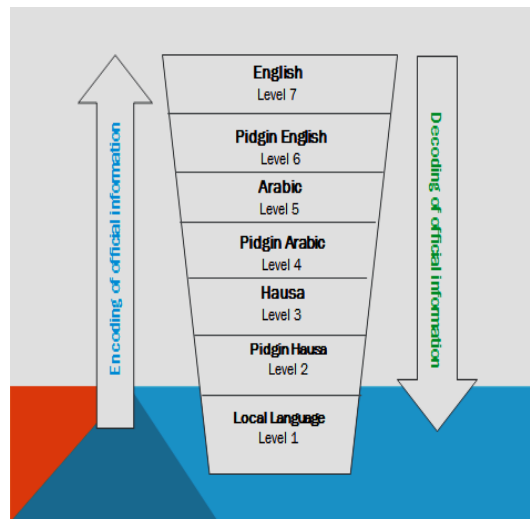 English
Level 7
Pidgin English
Level 6
Arabic
Level 5
Pidgin Arabic
Level 4
Hausa
Level 3
Pidgin Hausa
Level 2
Local Language
Level 1
Encoding of official information
Decoding of official information